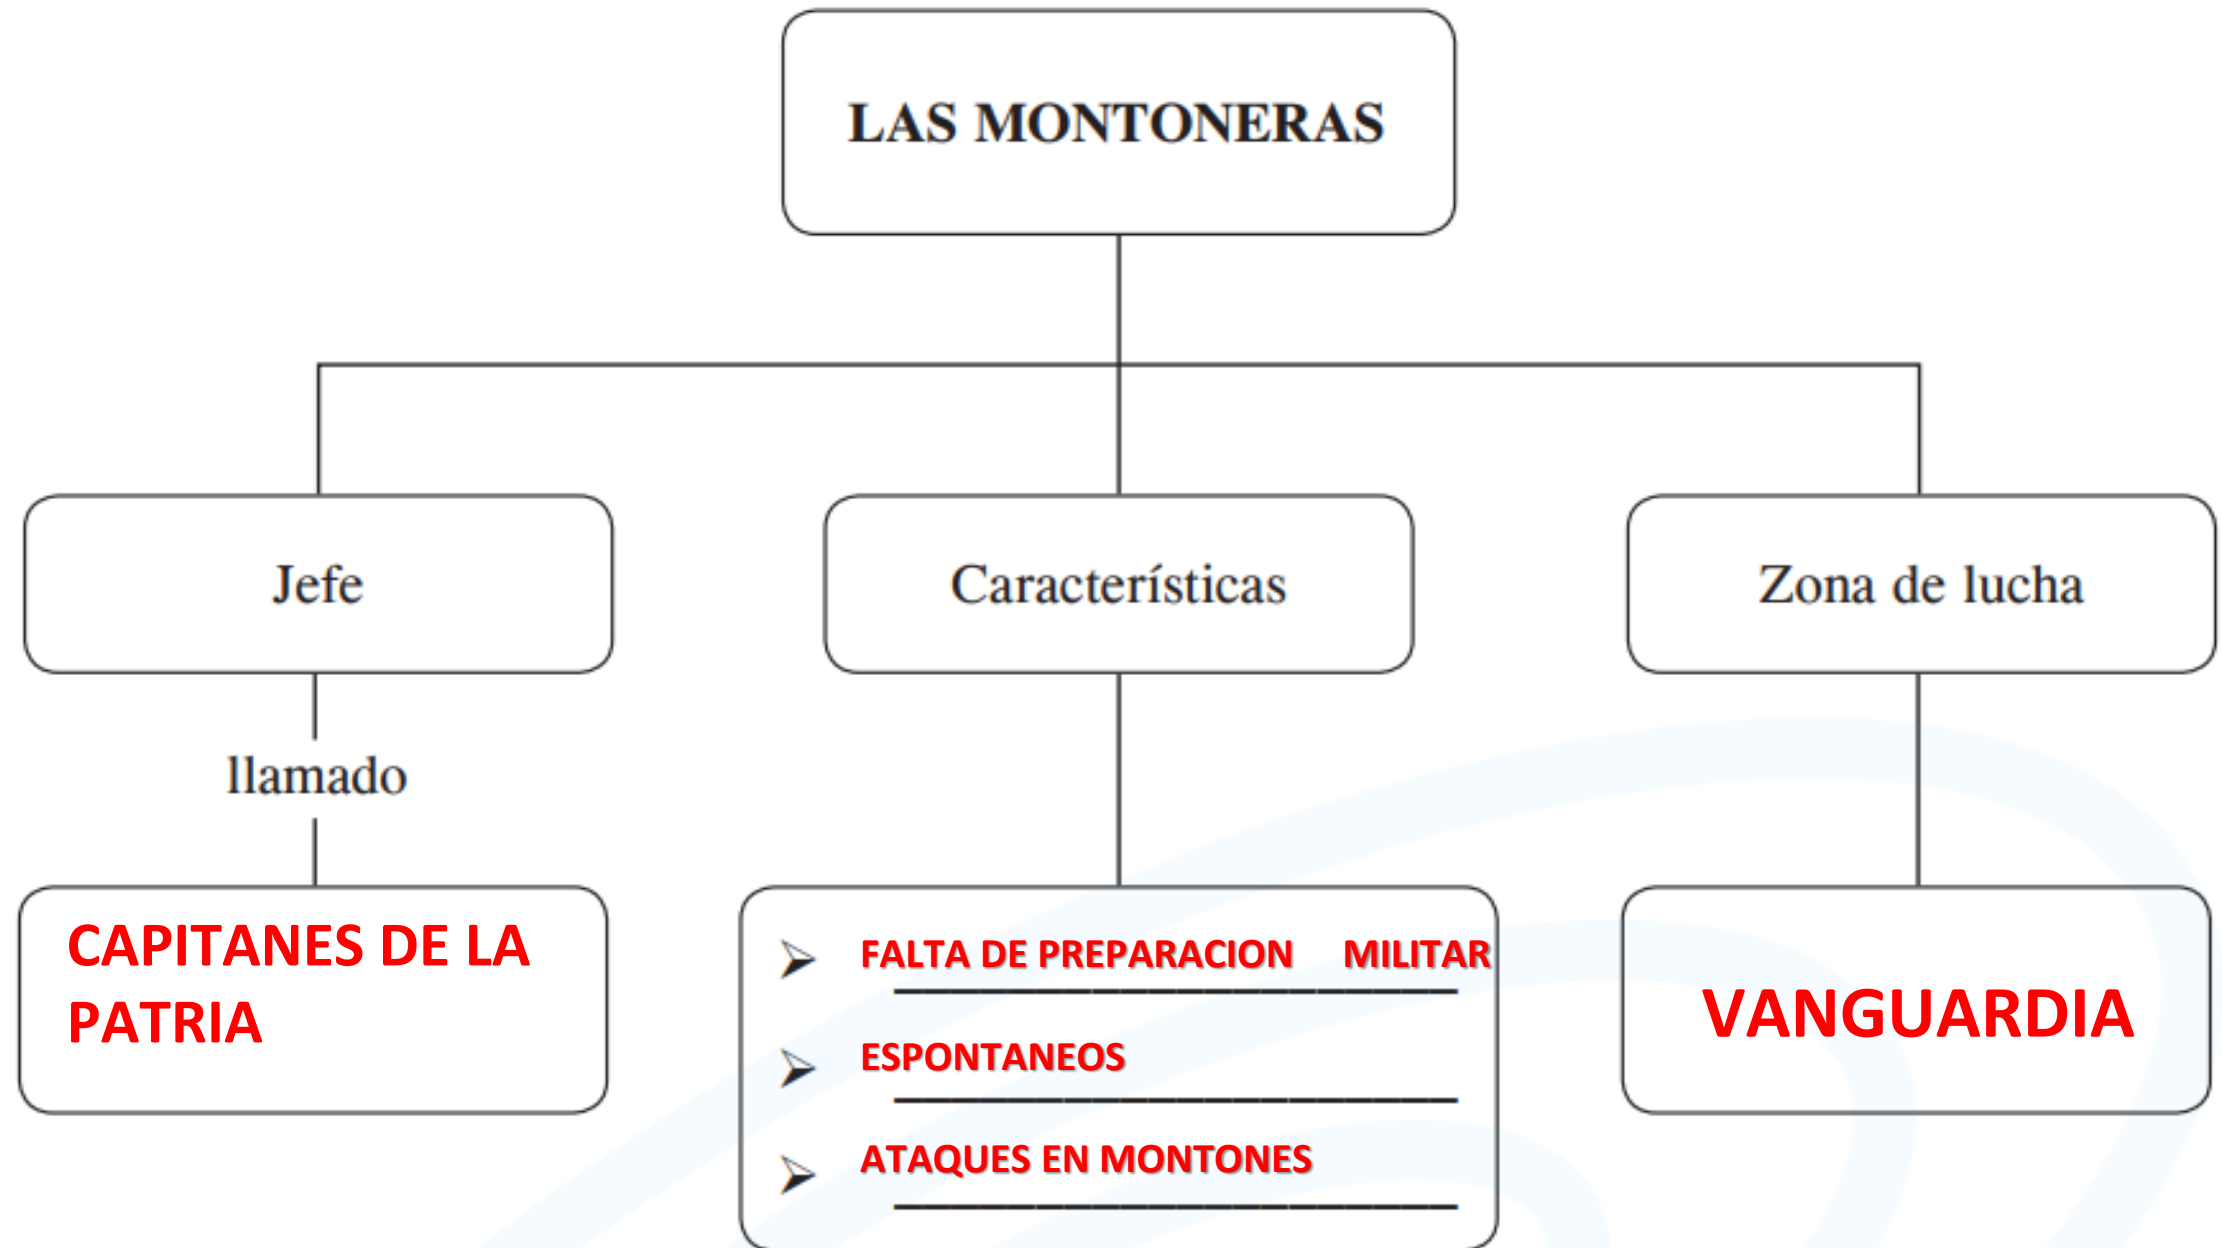 LAS MONTONERAS
Jefe
Características
Zona de lucha
llamado
CAPITANES DE LA
PATRIA
FALTA DE PREPARACION MILITAR
ESPONTANEOS
ATAQUES EN MONTONES
VANGUARDIA